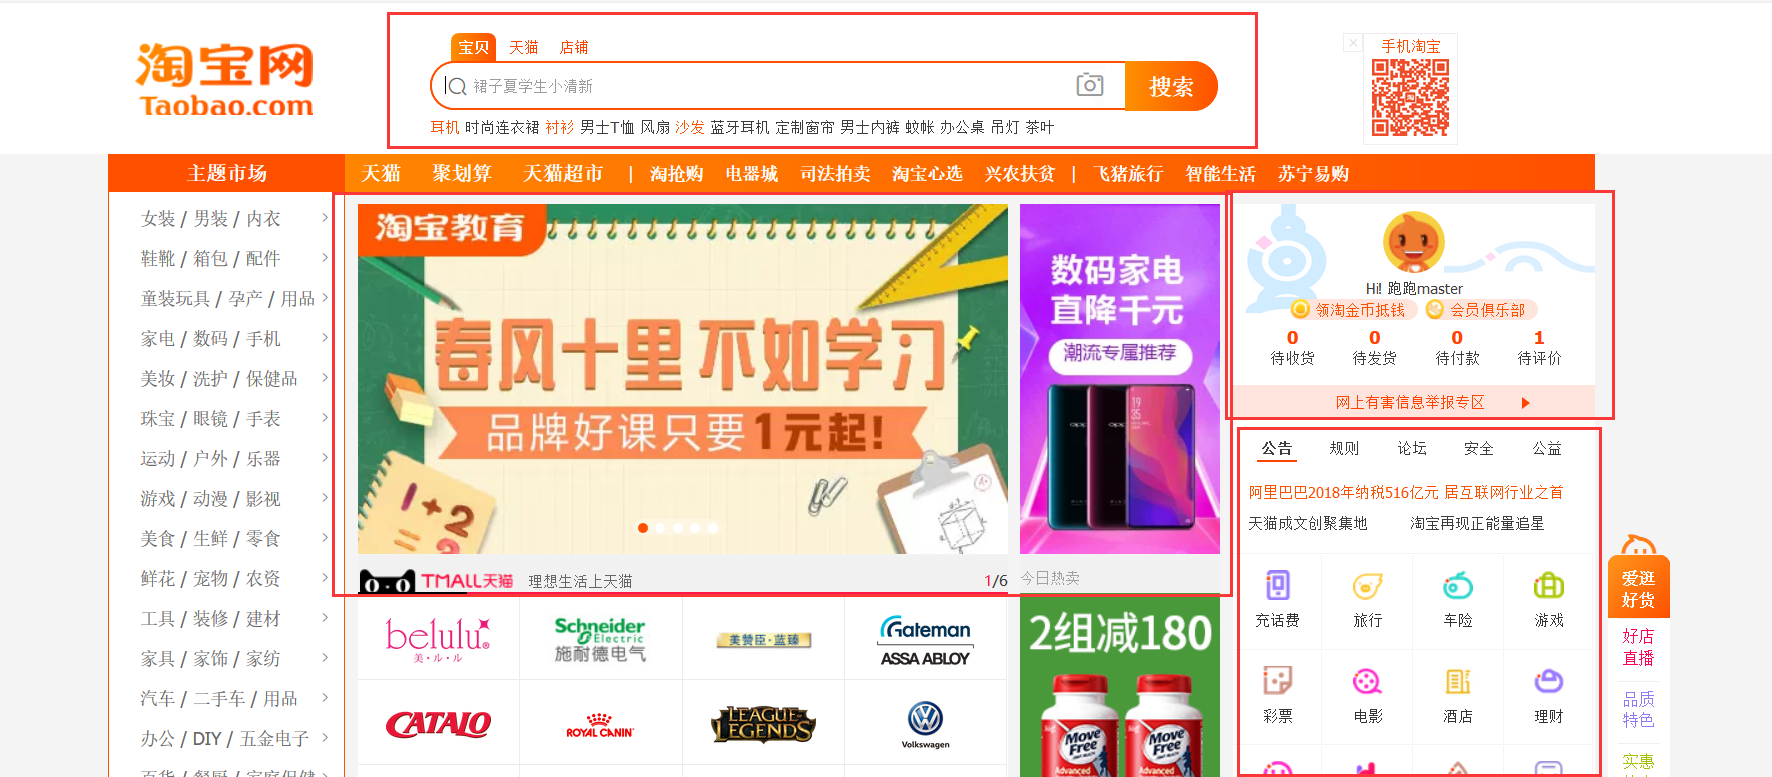 淘宝网
Taobao.com
宝贝 天猫 店铺
裙子夏学生小清新
搜索
耳机 时尚连衣裙 衬衫 男士T恤 风扇 沙发 蓝牙耳机 定制窗帘 男士内裤 蚊帐 办公桌 吊灯 茶叶
手机淘宝
主题市场
天猫 聚划算 天猫超市 | 淘抢购 电器城 司法拍卖 淘宝心选 兴农扶贫 | 飞猪旅行 智能生活 苏宁易购
女装 / 男装 / 内衣
鞋靴 / 箱包 / 配件
童装玩具 / 孕产 / 用品
家电 / 数码 / 手机
美妆 / 洗护 / 保健品
珠宝 / 眼镜 / 手表
运动 / 户外 / 乐器
游戏 / 动漫 / 影视
美食 / 生鲜 / 零食
鲜花 / 宠物 / 农资
工具 / 装修 / 建材
家具 / 家饰 / 家纺
汽车 / 二手车 / 用品
办公 / DIY / 五金电子
百货 / 餐厨 / 家庭保健
淘宝教育
春风十里 不如学习
品牌好课只要1元起!
1+2
A+
TMALL天猫 理想生活上天猫 1/6
数码家电
直降千元
潮流专属推荐
oppo oppo
19
35
今日热卖
belulu
美·ル·ル
Schneider
Electric
施耐德电气
美赞臣·蓝臻
Gateman
ASSA ABLOY
CATALO
ROYAL CANIN
LEAGUE of LEGENDS
Volkswagen
2组减180
Move Free
Advanced
Move Free
Advanced
Hi! 跑跑master
领淘金币抵钱 会员俱乐部
0 0 0 1
待收货 待发货 待付款 待评价
网上有害信息举报专区
公告 规则 论坛 安全 公益
阿里巴巴2018年纳税516亿元 居互联网行业之首
天猫成文创聚集地 淘宝再现正能量追星
充话费 旅行 车险 游戏
彩票 电影 酒店 理财
爱逛
好货
好店
直播
品质
特色
实惠